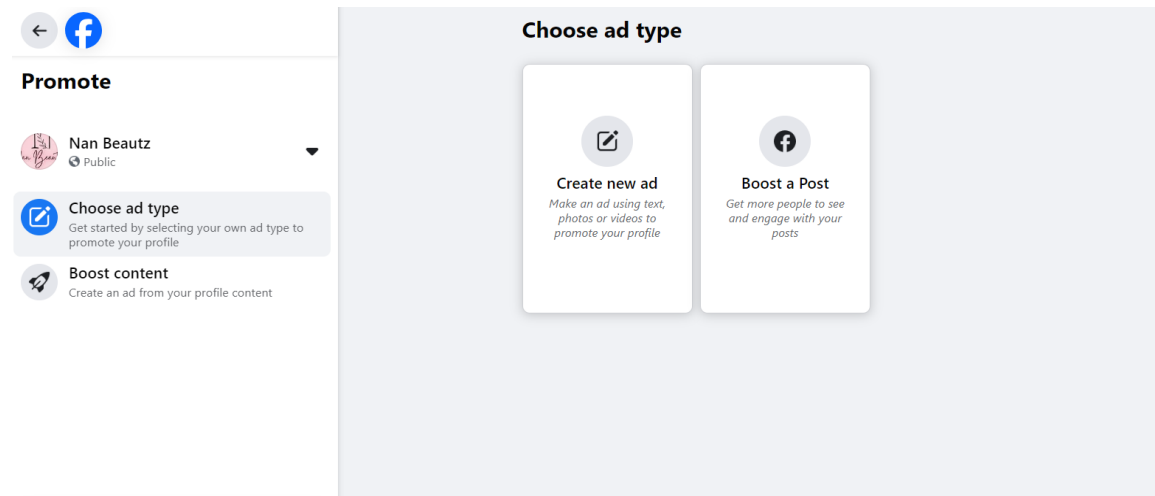 Promote
Nan Beautz
Public
Choose ad type
Get started by selecting your own ad type to
promote your profile
Boost content
Create an ad from your profile content
Choose ad type
Create new ad
Make an ad using text,
photos or videos to
promote your profile
Boost a Post
Get more people to see
and engage with your
posts